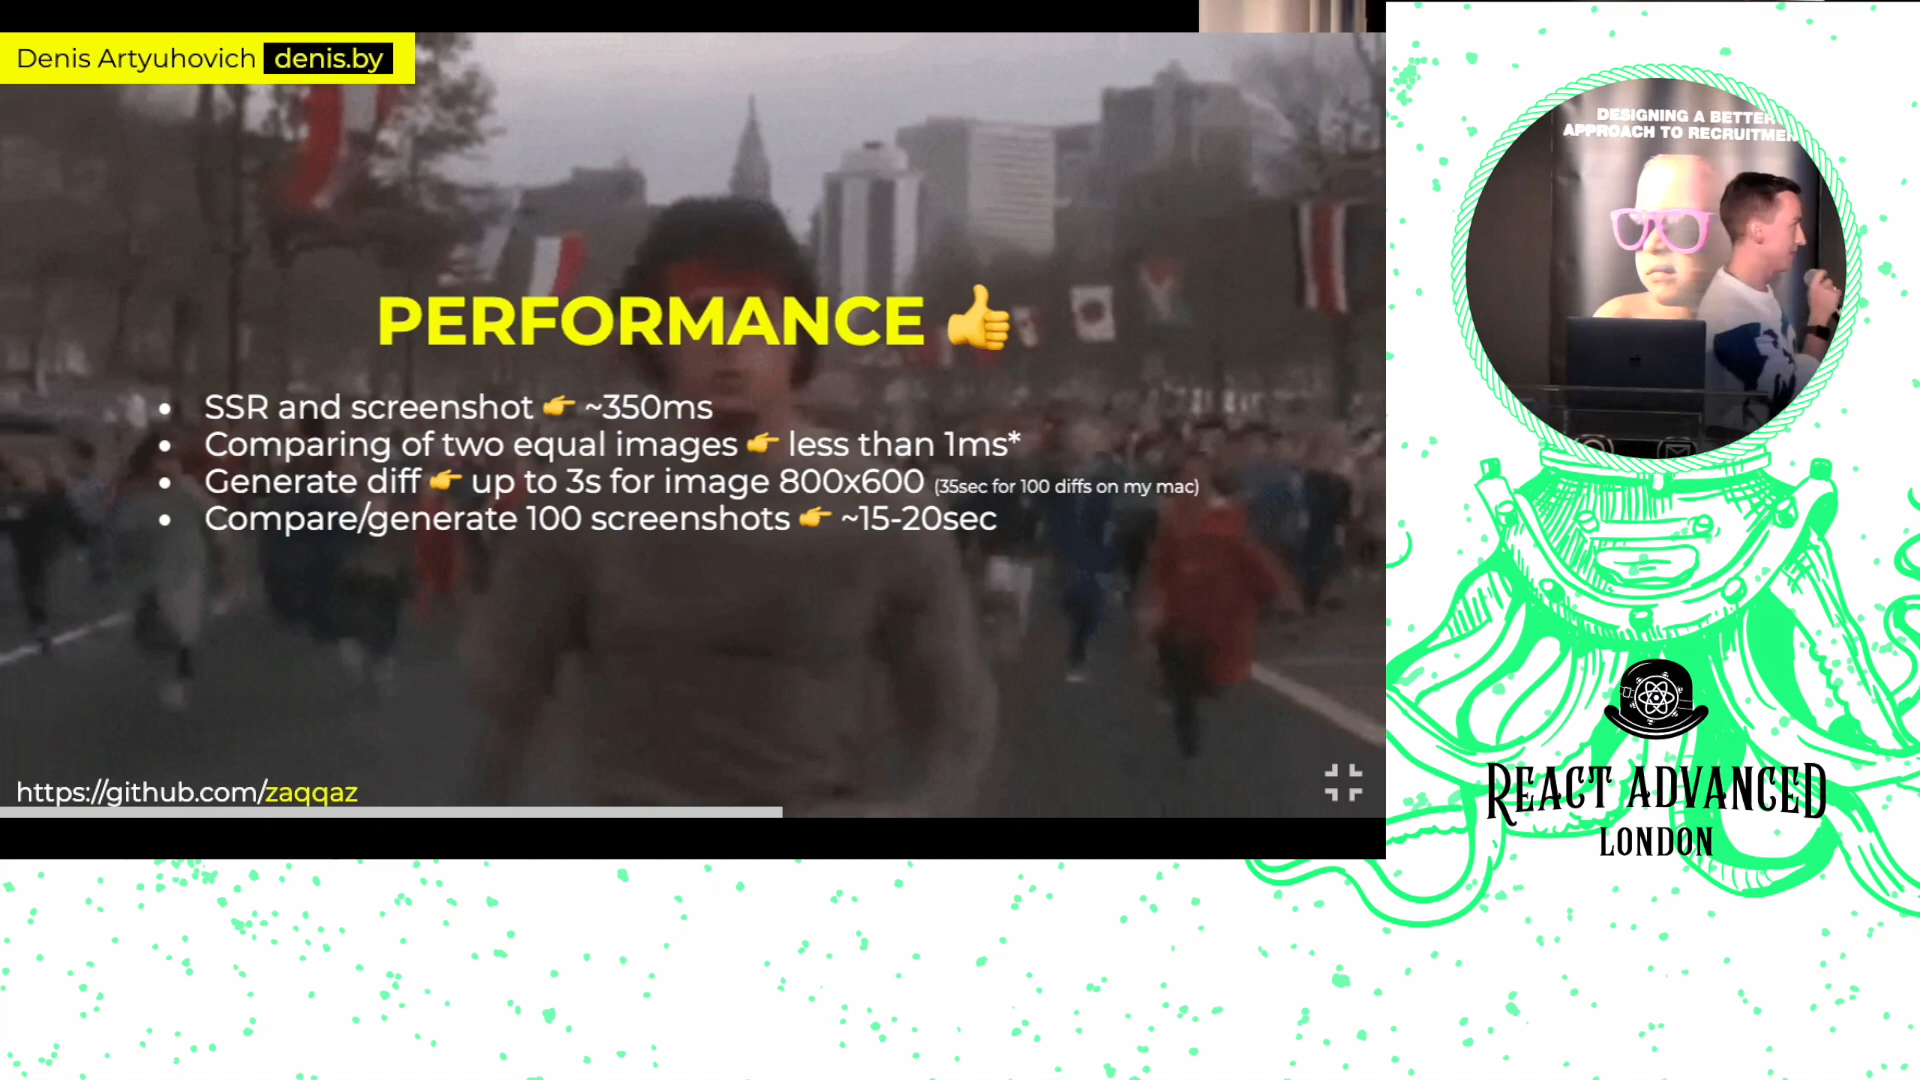 Denis Artyuhovich denis.by
PERFORMANCE 👍
• SSR and screenshot 👉 ~350ms
• Comparing of two equal images 👉 less than 1ms*
• Generate diff 👉 up to 3s for image 800x600 (35sec for 100 diffs on my mac)
• Compare/generate 100 screenshots 👉 ~15-20sec
https://github.com/zaqqaz
DESIGNING A BETTER
APPROACH TO RECRUITMEN
REACT ADVANCED
LONDON